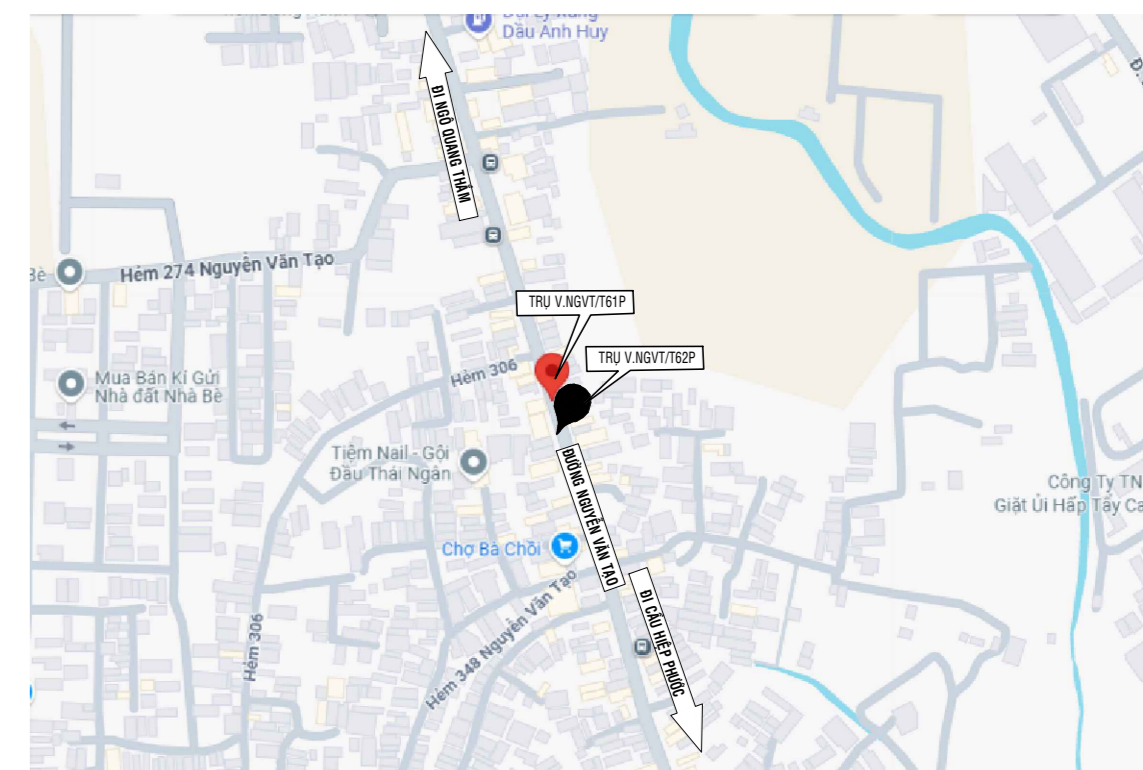 Đại Lý Xăng
Dầu Ánh Huy
ĐI NGÔ QUANG THẮM
Hẻm 274 Nguyễn Văn Tạo
Bè
TRỤ V.NGVT/T61P
TRỤ V.NGVT/T62P
Hẻm 306
Mua Bán Kí Gửi
Nhà đất Nhà Bè
Tiệm Nail - Gội
Đầu Thái Ngân
ĐƯỜNG NGUYỄN VĂN TẠO
Công Ty TN
Giặt Ủi Hấp Tẩy Ca
Chợ Bà Chồi
ĐI CẦU HIỆP PHƯỚC
Hẻm 348 Nguyễn Văn Tạo
Hẻm 306